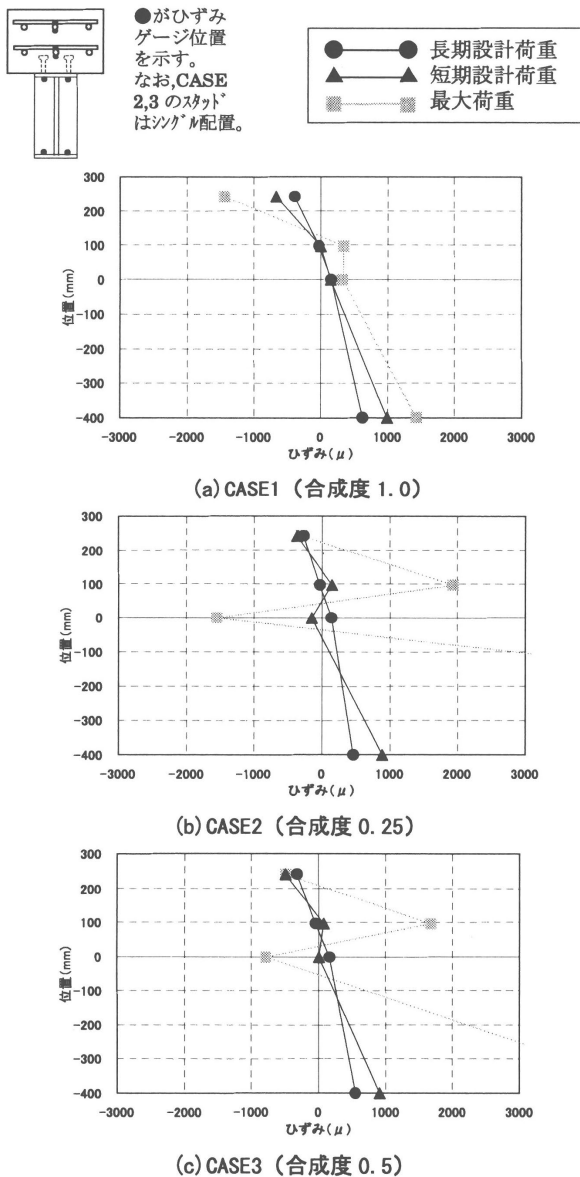 ●がひずみ
ゲージ位置
を示す。
なお,CASE
2,3 のスタッド
はシングル配置。
長期設計荷重
短期設計荷重
最大荷重
300
200
100
0
-100
-200
-300
-400
位置(mm)
-3000 -2000 -1000 0 1000 2000 3000
ひずみ(μ)
(a)CASE1（合成度 1.0）
300
200
100
0
-100
-200
-300
-400
位置(mm)
-3000 -2000 -1000 0 1000 2000 3000
ひずみ(μ)
(b)CASE2（合成度 0.25）
300
200
100
0
-100
-200
-300
-400
位置(mm)
-3000 -2000 -1000 0 1000 2000 3000
ひずみ(μ)
(c)CASE3（合成度 0.5）